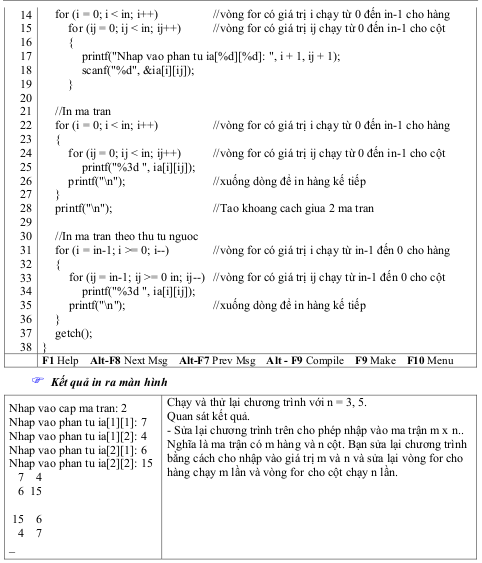 14 for (i = 0; i < in; i++) //vòng for có giá trị i chạy từ 0 đến in-1 cho hàng
15 for (ij = 0; ij < in; ij++) //vòng for có giá trị ij chạy từ 0 đến in-1 cho cột
16 {
17 printf("Nhap vao phan tu ia[%d][%d]: ", i + 1, ij + 1);
18 scanf("%d", &ia[i][ij]);
19 }
20
21 //In ma tran
22 for (i = 0; i < in; i++) //vòng for có giá trị i chạy từ 0 đến in-1 cho hàng
23 {
24 for (ij = 0; ij < in; ij++) //vòng for có giá trị ij chạy từ 0 đến in-1 cho cột
25 printf("%3d ", ia[i][ij]);
26 printf("\n"); //xuống dòng để in hàng kế tiếp
27 }
28 printf("\n"); //Tao khoang cach giua 2 ma tran
29
30 //In ma tran theo thu tu nguoc
31 for (i = in-1; i >= 0; i--) //vòng for có giá trị i chạy từ in-1 đến 0 cho hàng
32 {
33 for (ij = in-1; ij >= 0 in; ij--) //vòng for có giá trị ij chạy từ in-1 đến 0 cho cột
34 printf("%3d ", ia[i][ij]);
35 printf("\n"); //xuống dòng để in hàng kế tiếp
36 }
37 getch();
38 }
F1 Help Alt-F8 Next Msg Alt-F7 Prev Msg Alt - F9 Compile F9 Make F10 Menu
☞ Kết quả in ra màn hình
Nhap vao cap ma tran: 2
Nhap vao phan tu ia[1][1]: 7
Nhap vao phan tu ia[1][2]: 4
Nhap vao phan tu ia[2][1]: 6
Nhap vao phan tu ia[2][2]: 15
7 4
6 15
15 6
4 7
_
Chạy và thử lại chương trình với n = 3, 5.
Quan sát kết quả.
- Sửa lại chương trình trên cho phép nhập vào ma trận m x n..
Nghĩa là ma trận có m hàng và n cột. Bạn sửa lại chương trình
bằng cách cho nhập vào giá trị m và n và sửa lại vòng for cho
hàng chạy m lần và vòng for cho cột chạy n lần.